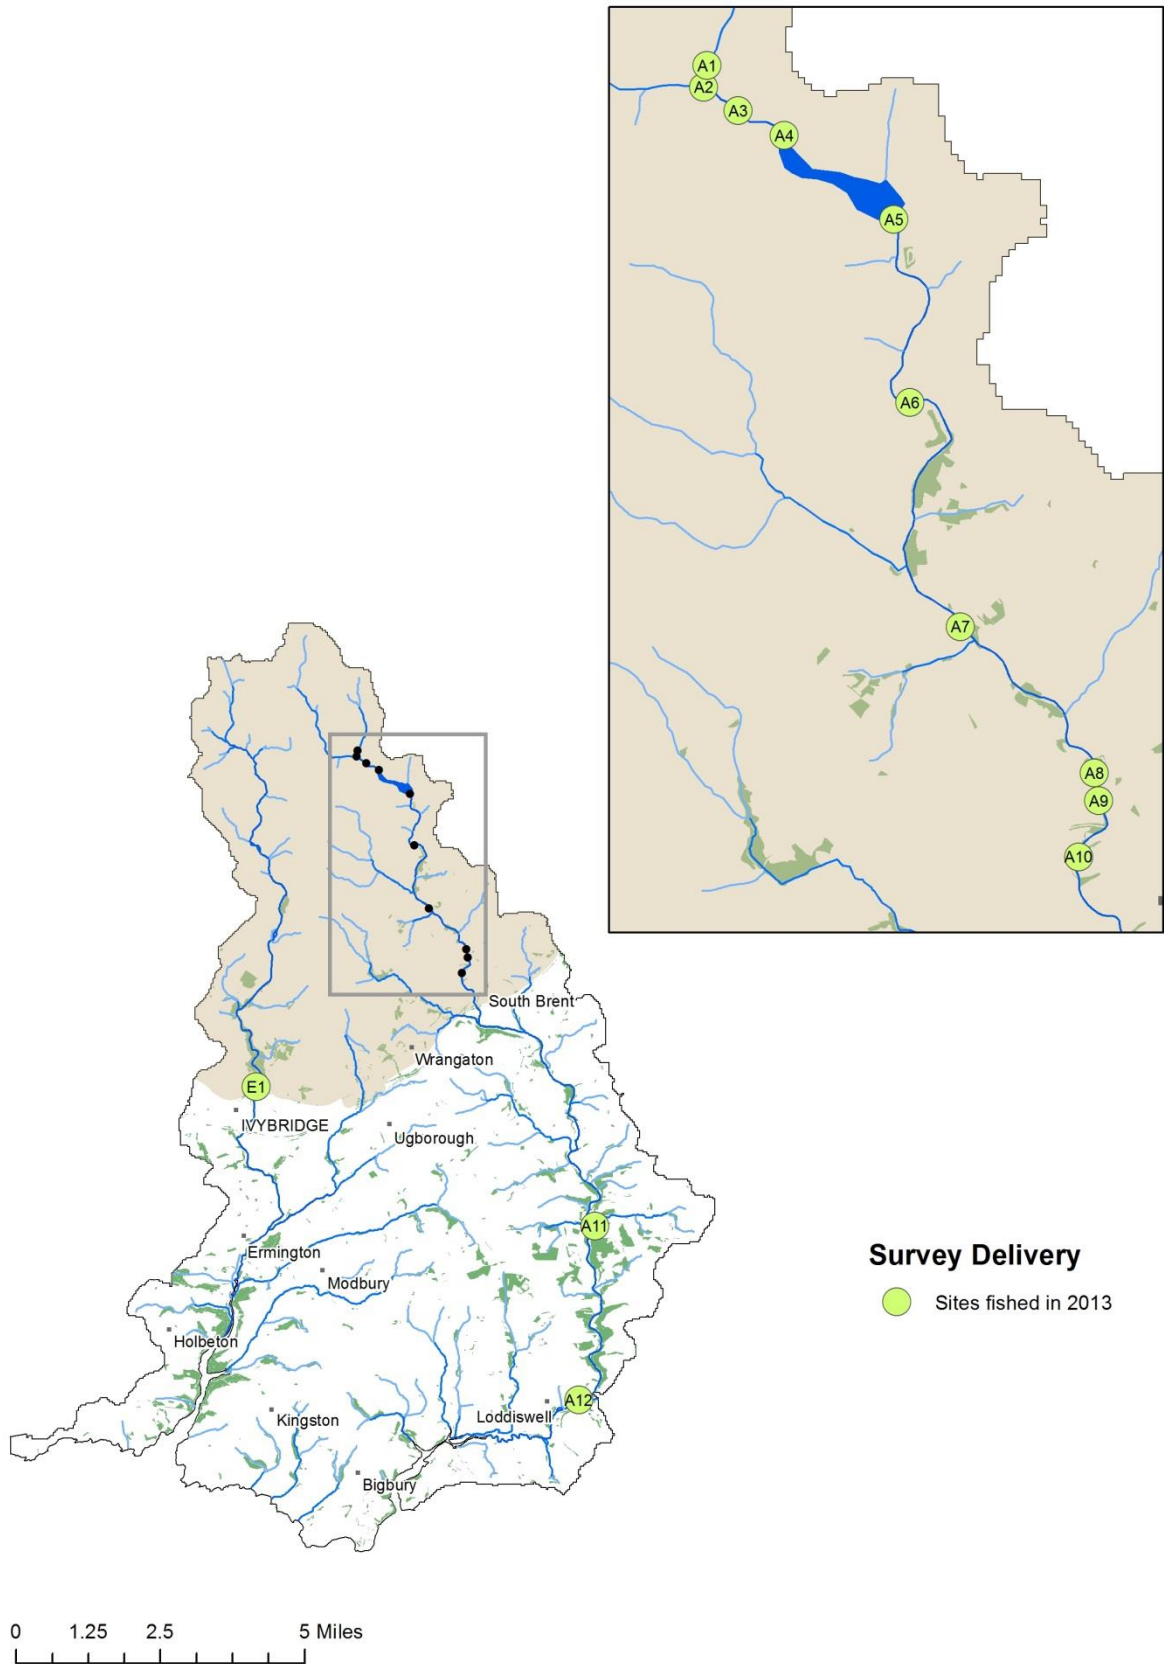 A1
A2
A3
A4
A5
A6
A7
A8
A9
A10
South Brent
Wrangaton
E1
IVYBRIDGE
Ugborough
A11
Ermington
Modbury
Survey Delivery
Sites fished in 2013
Holbeton
A12
Kingston
Loddiswell
Bigbury
0 1.25 2.5 5 Miles